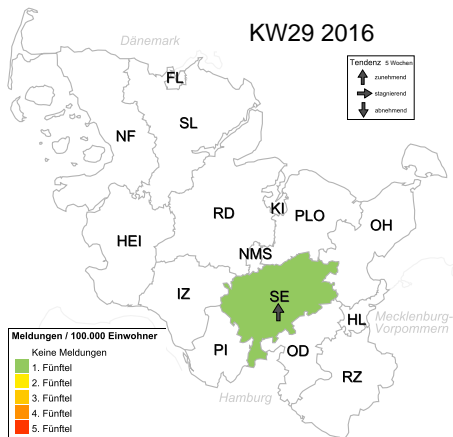 KW29 2016
Dänemark
Tendenz 5 Wochen
zunehmend
stagnierend
abnehmend
FL
SL
NF
RD
KI
PLO
OH
HEI
NMS
IZ
SE
HL
Mecklenburg-
Vorpommern
PI
OD
RZ
Hamburg
Meldungen / 100.000 Einwohner
Keine Meldungen
1. Fünftel
2. Fünftel
3. Fünftel
4. Fünftel
5. Fünftel